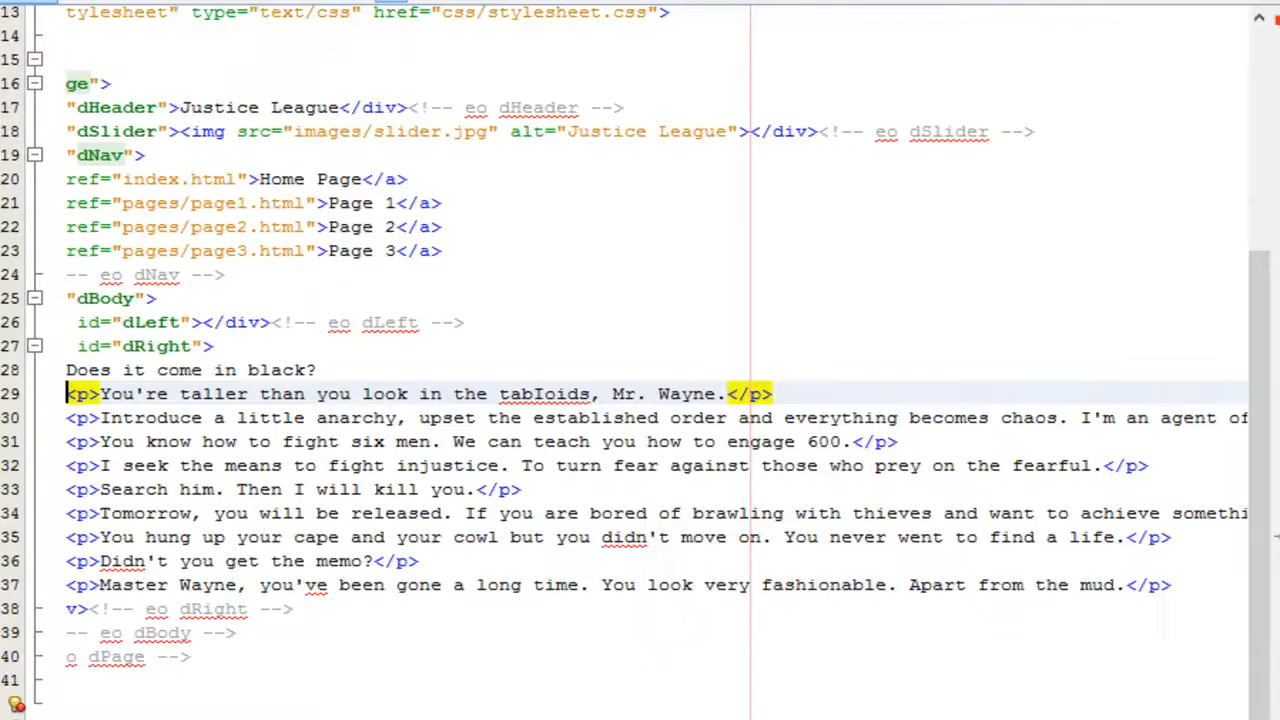 13 tylesheet" type="text/css" href="css/stylesheet.css">
14
15
16 ge">
17 "dHeader">Justice League</div><!-- eo dHeader -->
18 "dSlider"><img src="images/slider.jpg" alt="Justice League"></div><!-- eo dSlider -->
19 "dNav">
20 ref="index.html">Home Page</a>
21 ref="pages/page1.html">Page 1</a>
22 ref="pages/page2.html">Page 2</a>
23 ref="pages/page3.html">Page 3</a>
24 -- eo dNav -->
25 "dBody">
26 id="dLeft"></div><!-- eo dLeft -->
27 id="dRight">
28 Does it come in black?
29 <p>You're taller than you look in the tabIoids, Mr. Wayne.</p>
30 <p>Introduce a little anarchy, upset the established order and everything becomes chaos. I'm an agent of
31 <p>You know how to fight six men. We can teach you how to engage 600.</p>
32 <p>I seek the means to fight injustice. To turn fear against those who prey on the fearful.</p>
33 <p>Search him. Then I will kill you.</p>
34 <p>Tomorrow, you will be released. If you are bored of brawling with thieves and want to achieve somethi
35 <p>You hung up your cape and your cowl but you didn't move on. You never went to find a life.</p>
36 <p>Didn't you get the memo?</p>
37 <p>Master Wayne, you've been gone a long time. You look very fashionable. Apart from the mud.</p>
38 v><!-- eo dRight -->
39 -- eo dBody -->
40 o dPage -->
41